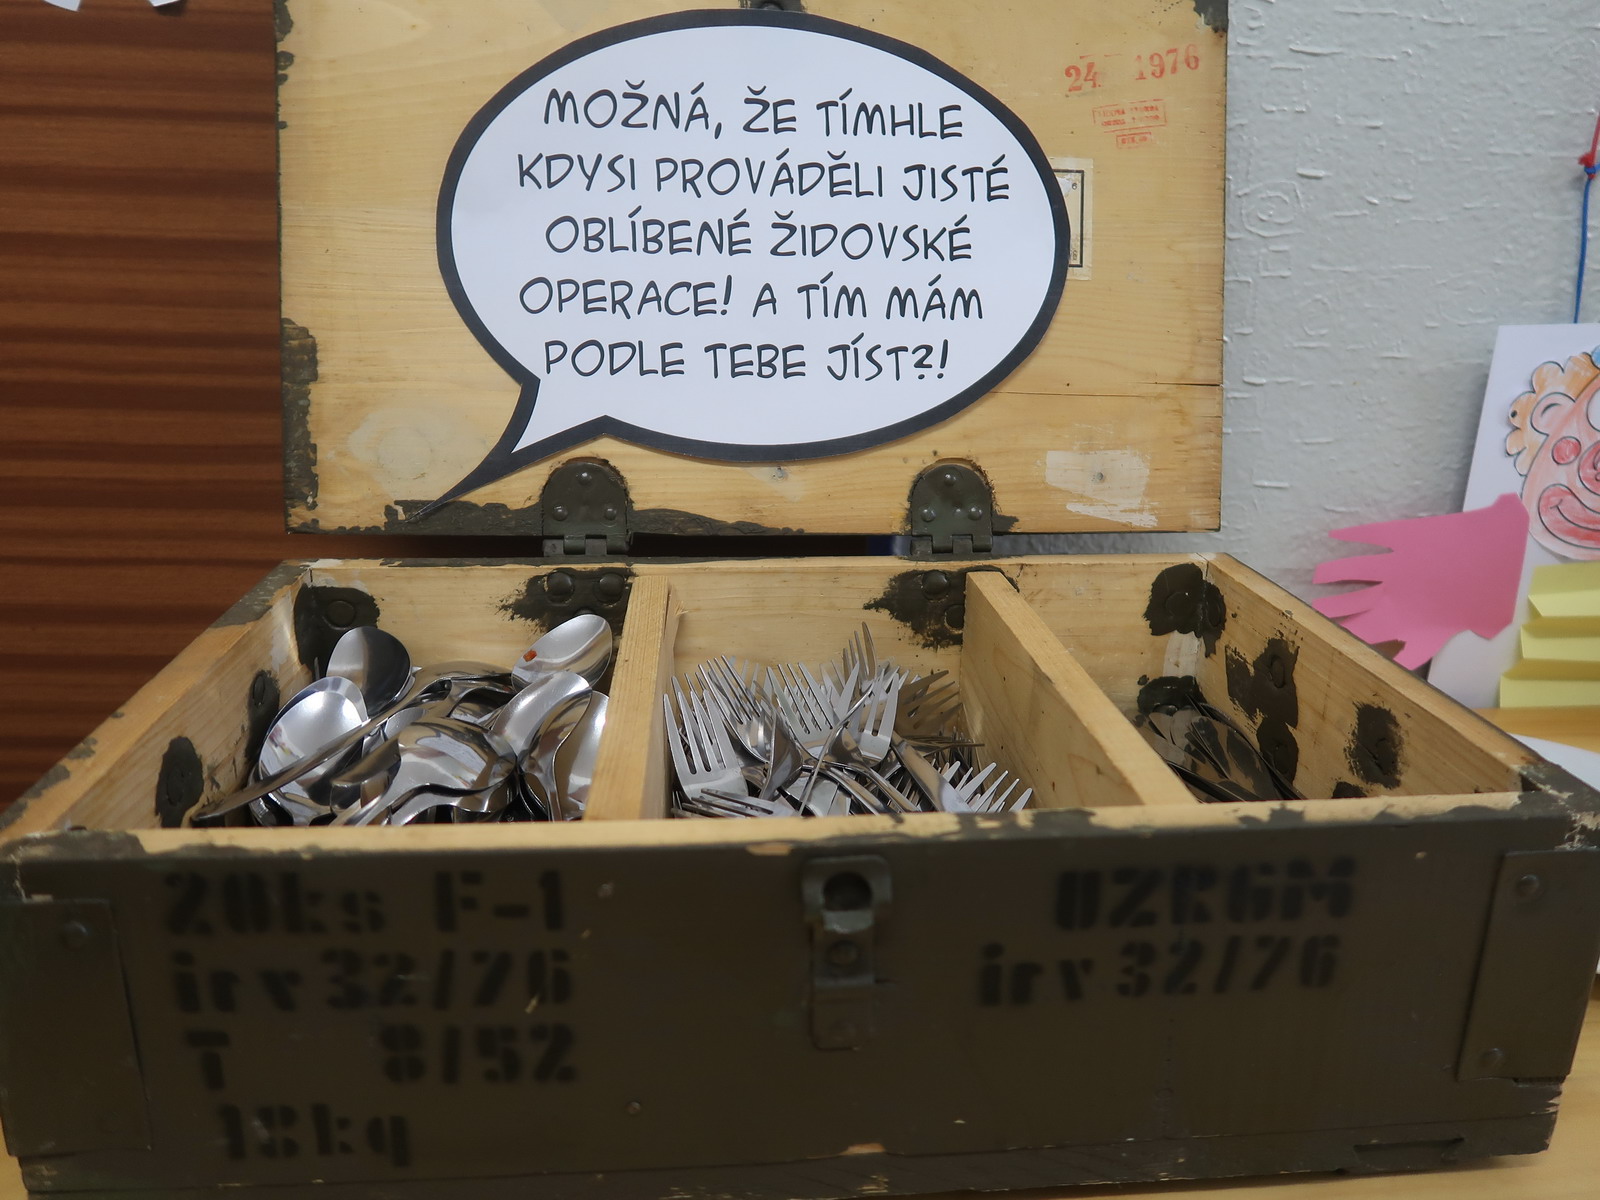 MOŽNÁ, ŽE TÍMHLE
KDYSI PROVÁDĚLI JISTÉ
OBLÍBENÉ ŽIDOVSKÉ
OPERACE! A TÍM MÁM
PODLE TEBE JÍST?!
24 1976
20ks F-1
irv 32/76
T 8/52
18kg
UZRGM
irv 32/76